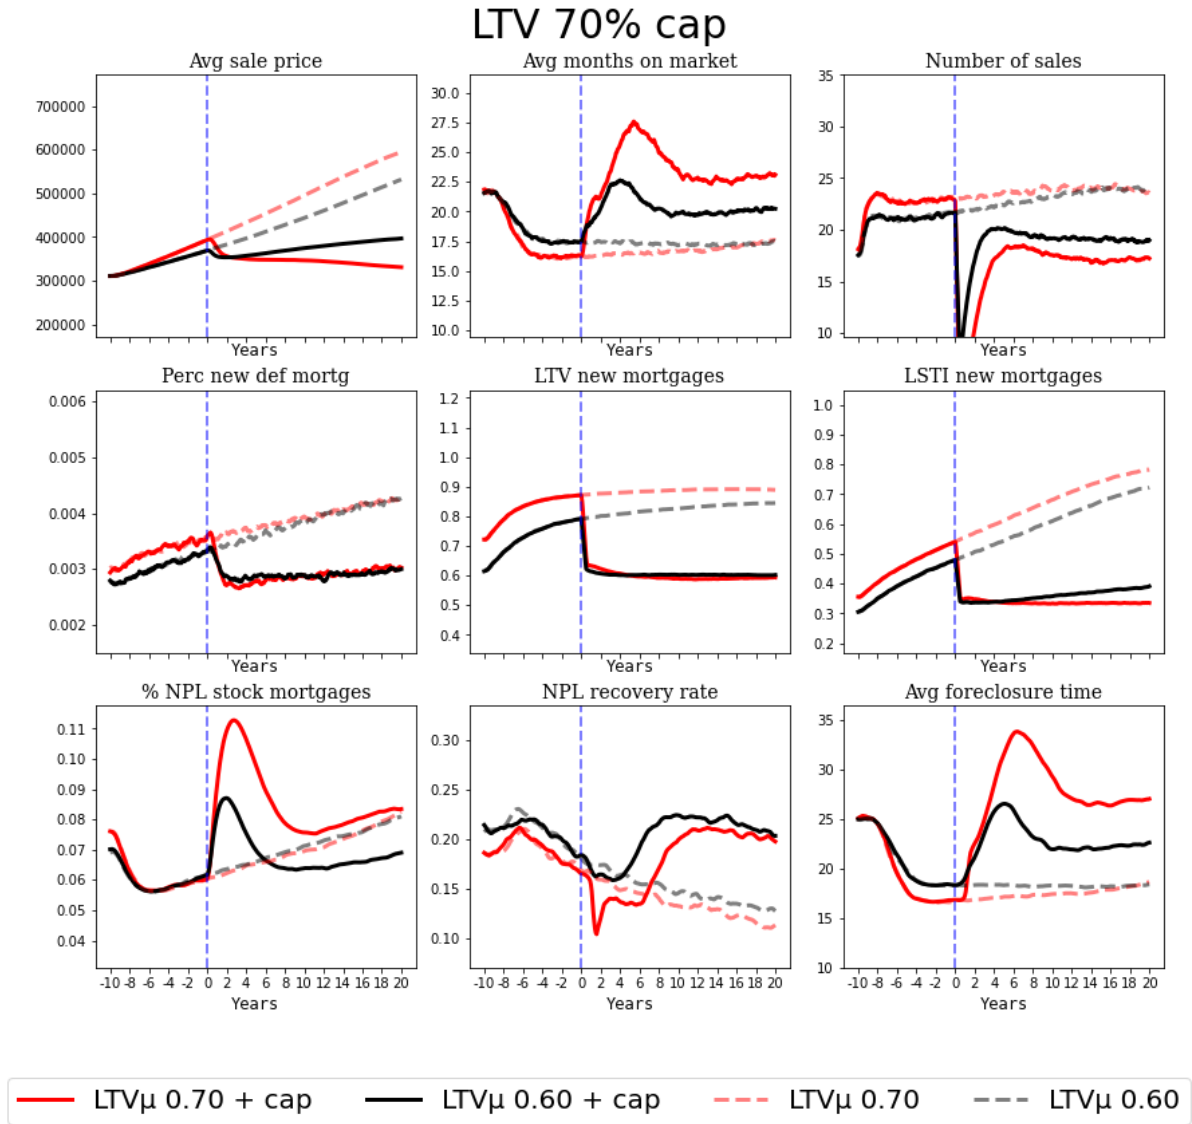 LTV 70% cap
Avg sale price
700000
600000
500000
400000
300000
200000
Years
Avg months on market
30.0
27.5
25.0
22.5
20.0
17.5
15.0
12.5
10.0
Years
Number of sales
35
30
25
20
15
10
Years
Perc new def mortg
0.006
0.005
0.004
0.003
0.002
Years
LTV new mortgages
1.2
1.1
1.0
0.9
0.8
0.7
0.6
0.5
0.4
Years
LSTI new mortgages
1.0
0.9
0.8
0.7
0.6
0.5
0.4
0.3
0.2
Years
% NPL stock mortgages
0.11
0.10
0.09
0.08
0.07
0.06
0.05
0.04
-10 -8 -6 -4 -2 0 2 4 6 8 10 12 14 16 18 20
Years
NPL recovery rate
0.30
0.25
0.20
0.15
0.10
-10 -8 -6 -4 -2 0 2 4 6 8 10 12 14 16 18 20
Years
Avg foreclosure time
35
30
25
20
15
10
-10 -8 -6 -4 -2 0 2 4 6 8 10 12 14 16 18 20
Years
LTVμ 0.70 + cap LTVμ 0.60 + cap LTVμ 0.70 LTVμ 0.60